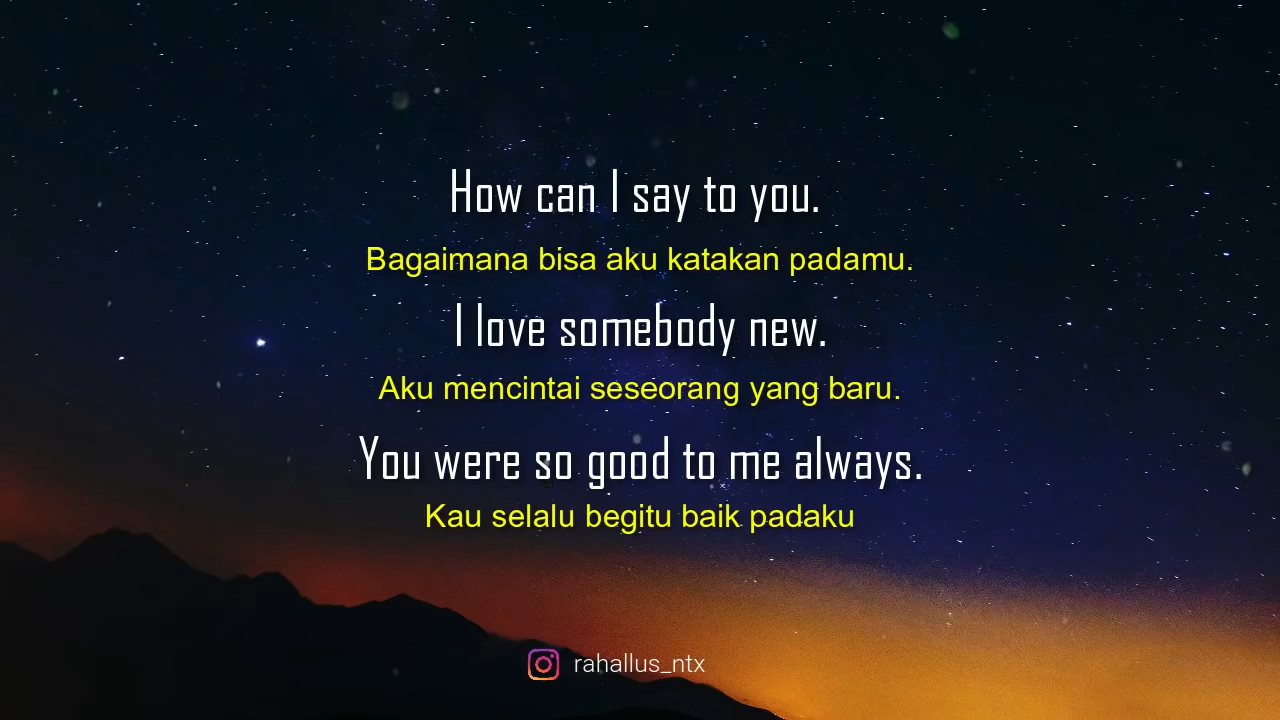 How can I say to you.
Bagaimana bisa aku katakan padamu.
I love somebody new.
Aku mencintai seseorang yang baru.
You were so good to me always.
Kau selalu begitu baik padaku
rahallus_ntx